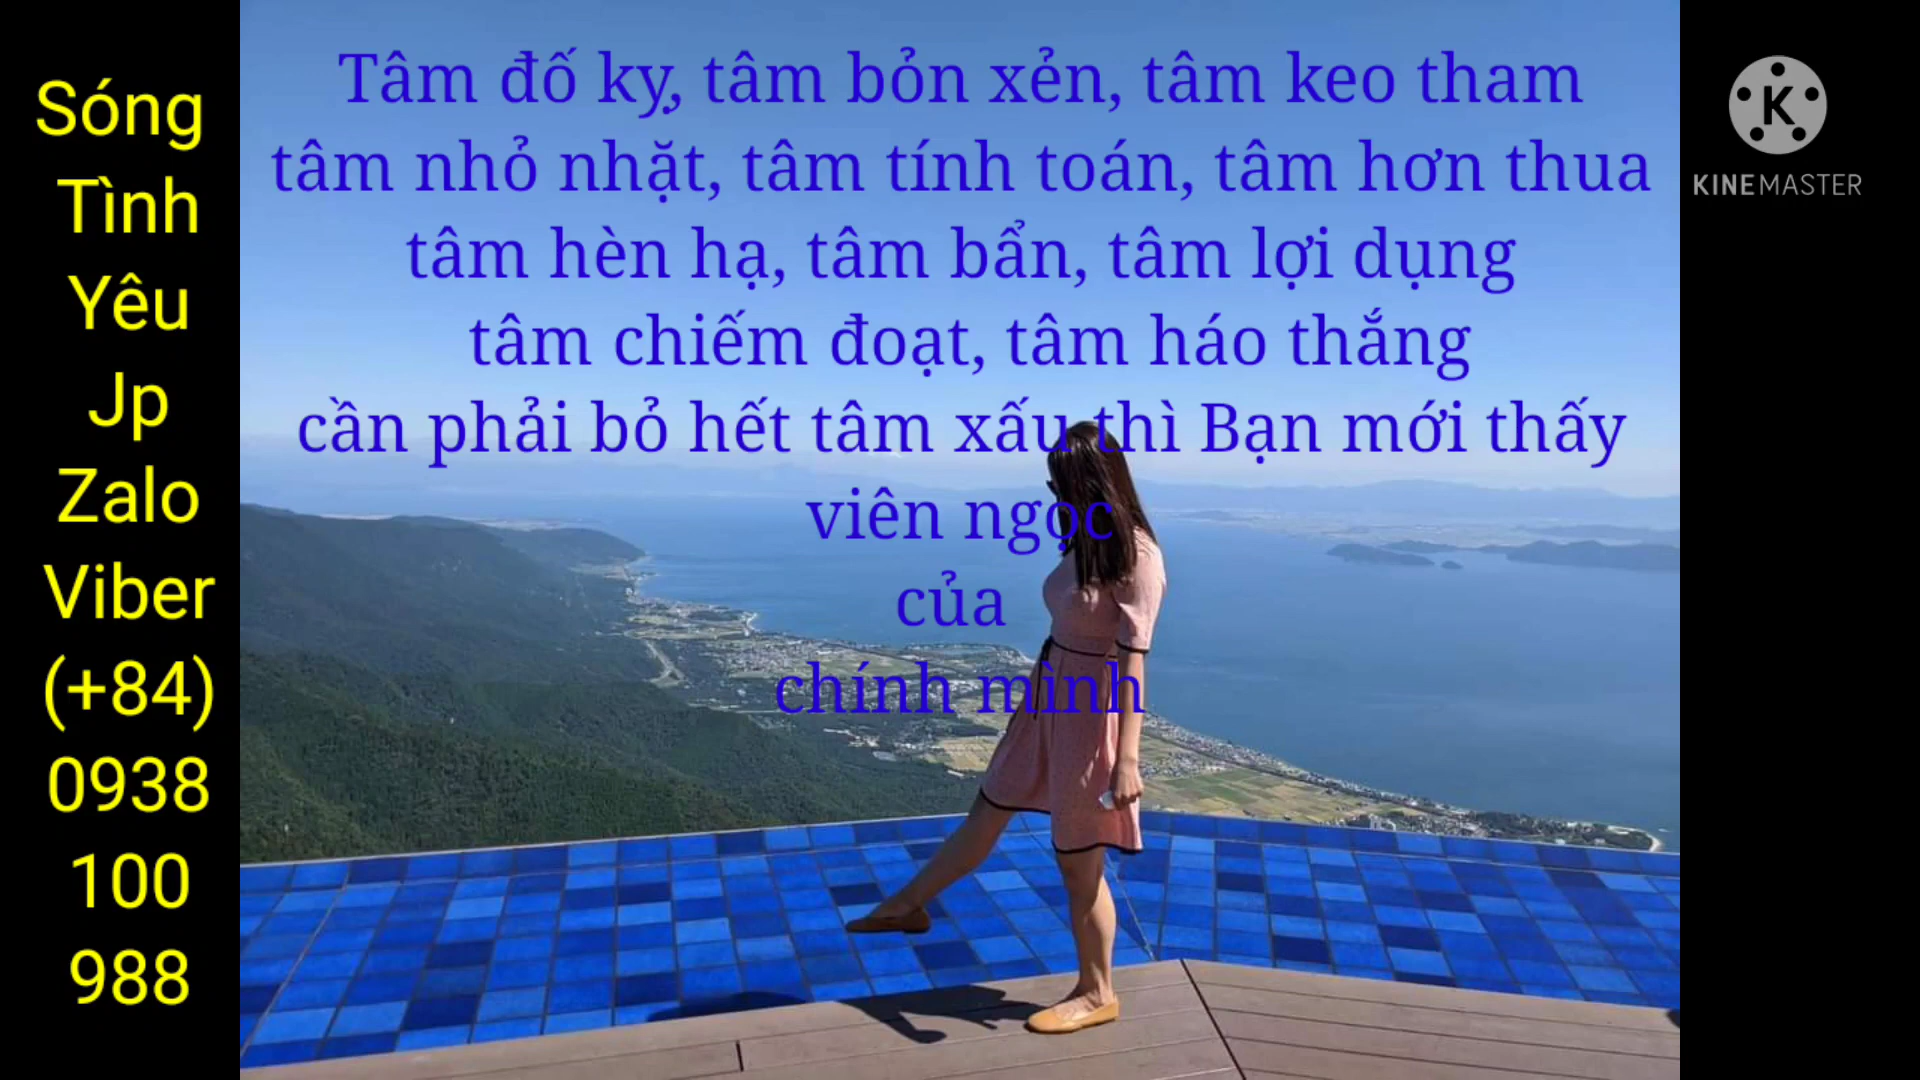 Sóng
Tình
Yêu
Jp
Zalo
Viber
(+84)
0938
100
988
Tâm đố kỵ, tâm bỏn xẻn, tâm keo tham
tâm nhỏ nhặt, tâm tính toán, tâm hơn thua
tâm hèn hạ, tâm bẩn, tâm lợi dụng
tâm chiếm đoạt, tâm háo thắng
cần phải bỏ hết tâm xấu thì Bạn mới thấy
viên ngọc
của
chính mình
K
KINEMASTER